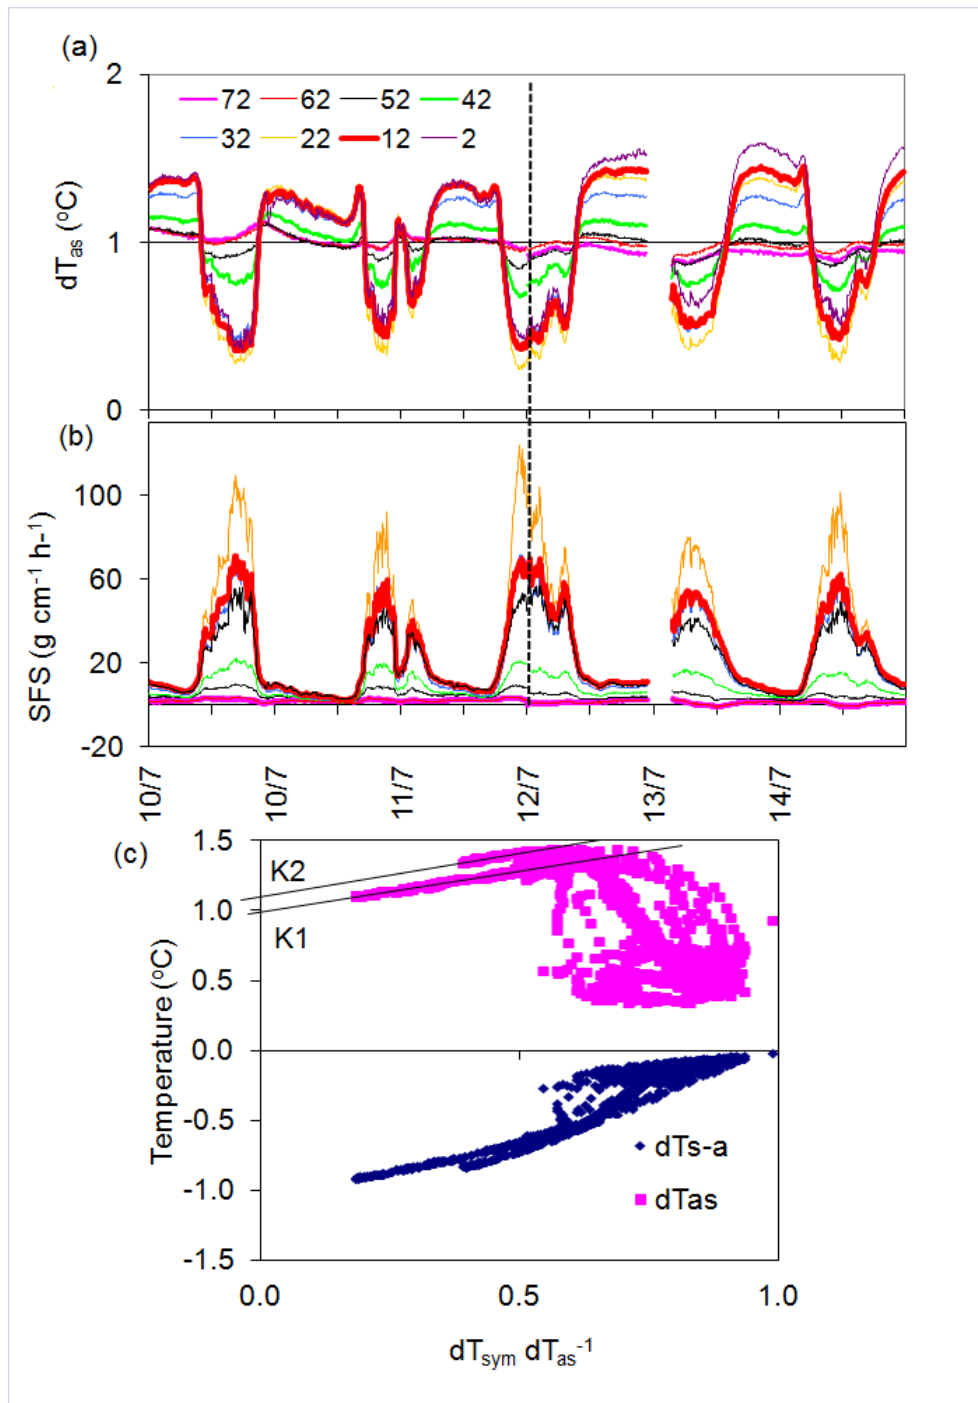 (a)
2
72 62 52 42
32 22 12 2
dTas (oC)
1
0
(b)
100
60
20
-20
SFS (g cm-1 h-1)
10/7 10/7 11/7 12/7 13/7 14/7
(c)
1.5
K2
1.0
K1
0.5
0.0
-0.5
-1.0
-1.5
Temperature (oC)
dTs-a
dTas
0.0 0.5 1.0
dTsym dTas-1